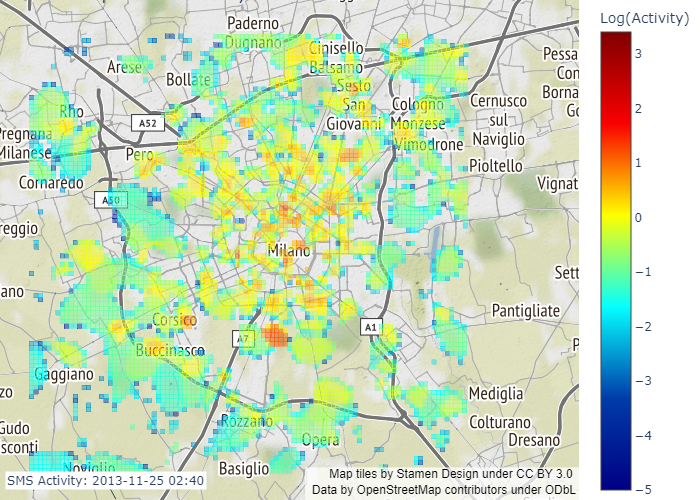 Log(Activity)
3
2
1
0
−1
−2
−3
−4
−5
Paderno
Dugnano
Cinisello
Balsamo
Arese
Bollate
Sesto
San
Giovanni
Pessa
Con
Borna
Go
A52
Rho
Cologno
Monzese
Cernusco
sul
Naviglio
Pregnana
Milanese
Pero
Vimodrone
Pioltello
Cornaredo
A50
Vignat
reggio
Milano
Sett
ano
Corsico
A7
A1
Pantigliate
Buccinasco
P
Gaggiano
zo
Mediglia
Rozzano
Colturano
Gudo
sconti
Opera
Dresano
Noviglio
Basiglio
SMS Activity: 2013-11-25 02:40
Map tiles by Stamen Design under CC BY 3.0
Data by OpenStreetMap contributors under ODbL